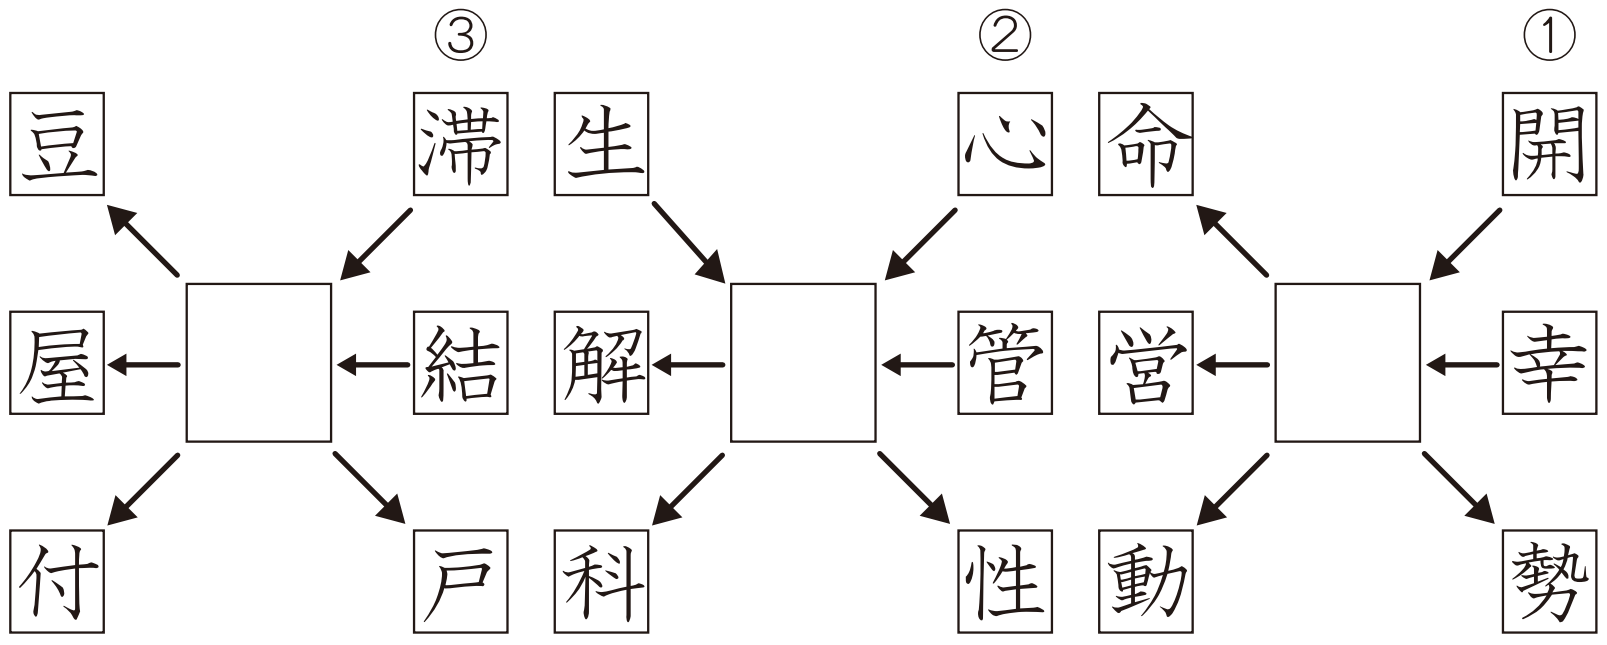 ①
開
幸
命
営
動
勢
②
心
管
生
解
科
性
③
滞
結
豆
屋
付
戸